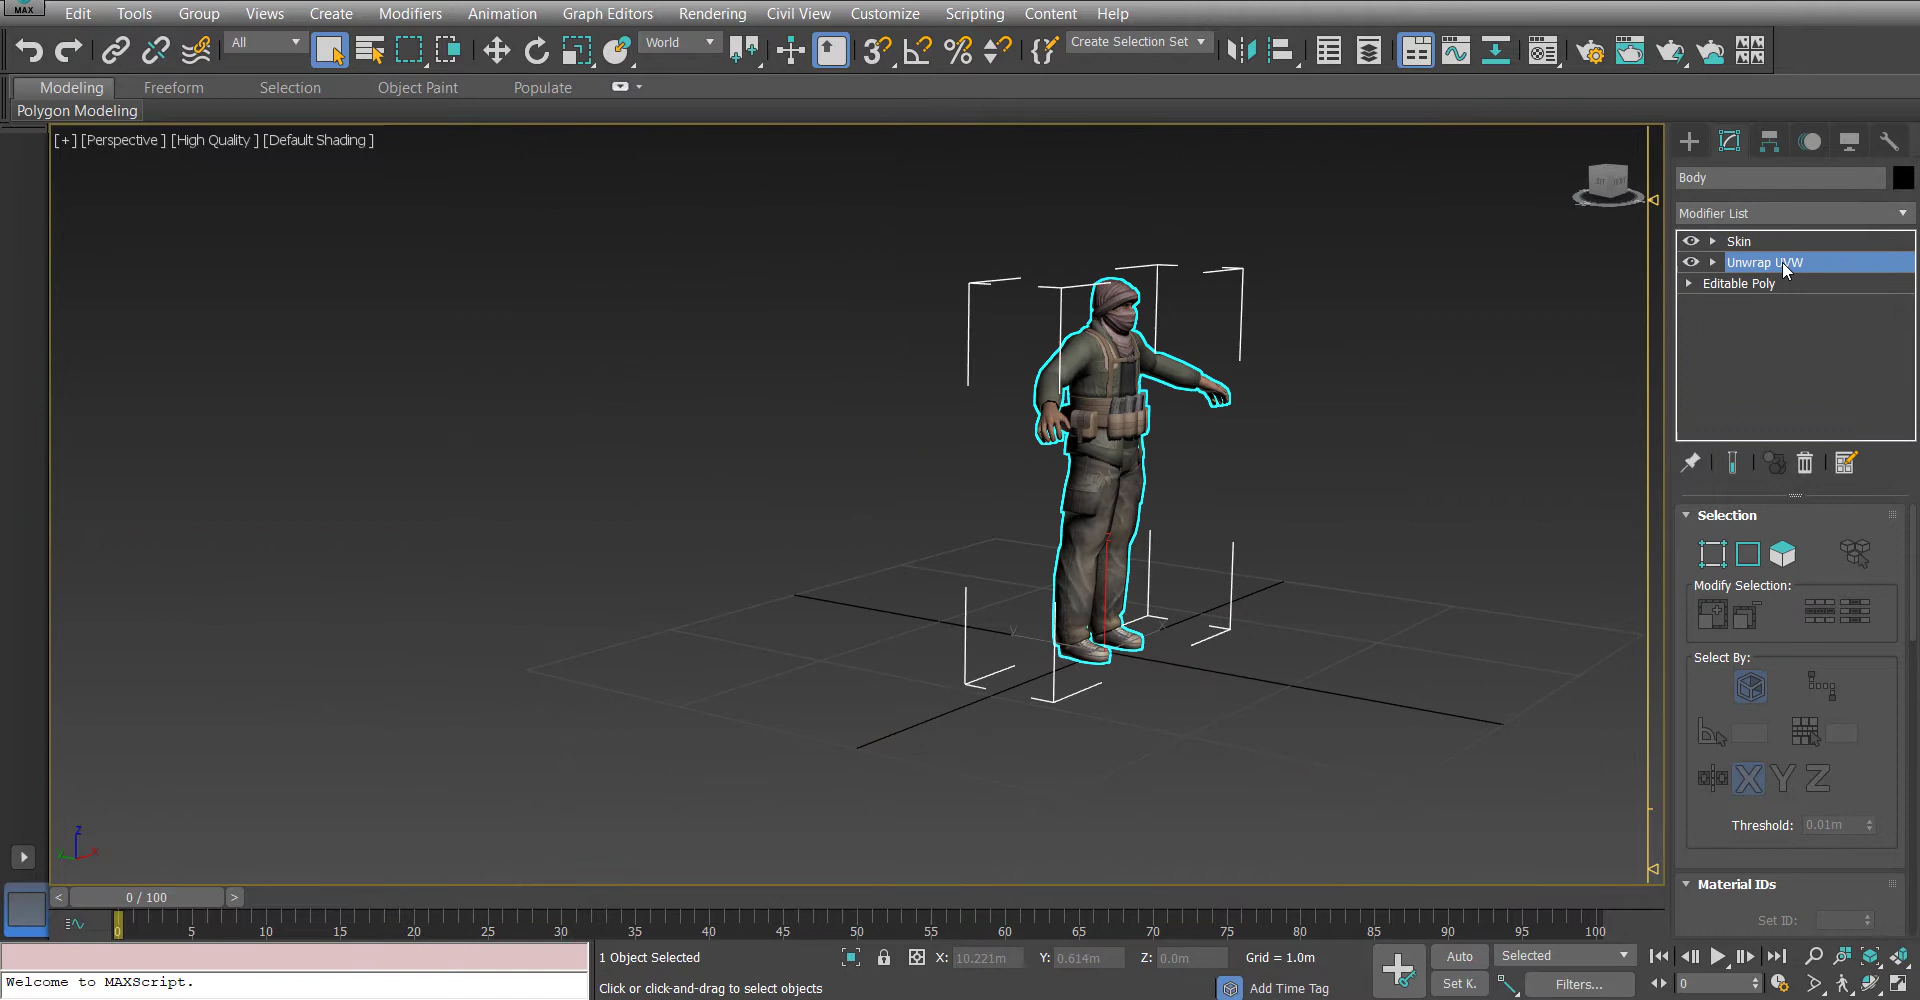 MAX
Edit Tools Group Views Create Modifiers Animation Graph Editors Rendering Civil View Customize Scripting Content Help
All World Create Selection Set
Modeling Freeform Selection Object Paint Populate
Polygon Modeling
[+] [Perspective ] [High Quality ] [Default Shading ]
Body
Modifier List
Skin
Unwrap UVW
Editable Poly
Selection
Modify Selection:
Select By:
X Y Z
Threshold: 0.01m
Material IDs
Set ID:
z
x
y
< 0 / 100 >
0 5 10 15 20 25 30 35 40 45 50 55 60 65 70 75 80 85 90 95 100
1 Object Selected X: 10.221m Y: 0.614m Z: 0.0m Grid = 1.0m Auto Selected
Welcome to MAXScript. Click or click-and-drag to select objects Add Time Tag Set K. Filters... 0